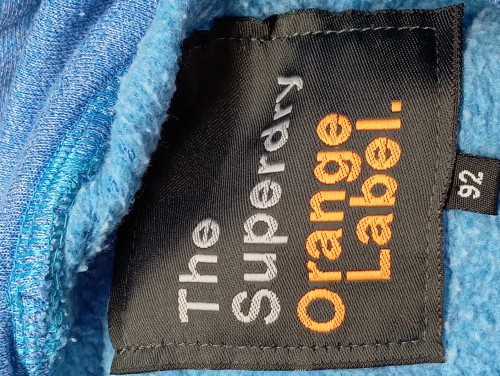 The
Superdry
Orange
Label.
92